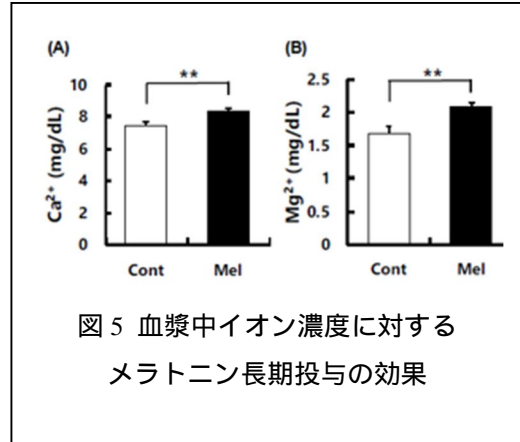 (A)
**
10
8
6
4
2
0
Ca²⁺ (mg/dL)
Cont Mel
(B)
**
2.5
2
1.5
1
0.5
0
Mg²⁺ (mg/dL)
Cont Mel
図5 血漿中イオン濃度に対する
メラトニン長期投与の効果